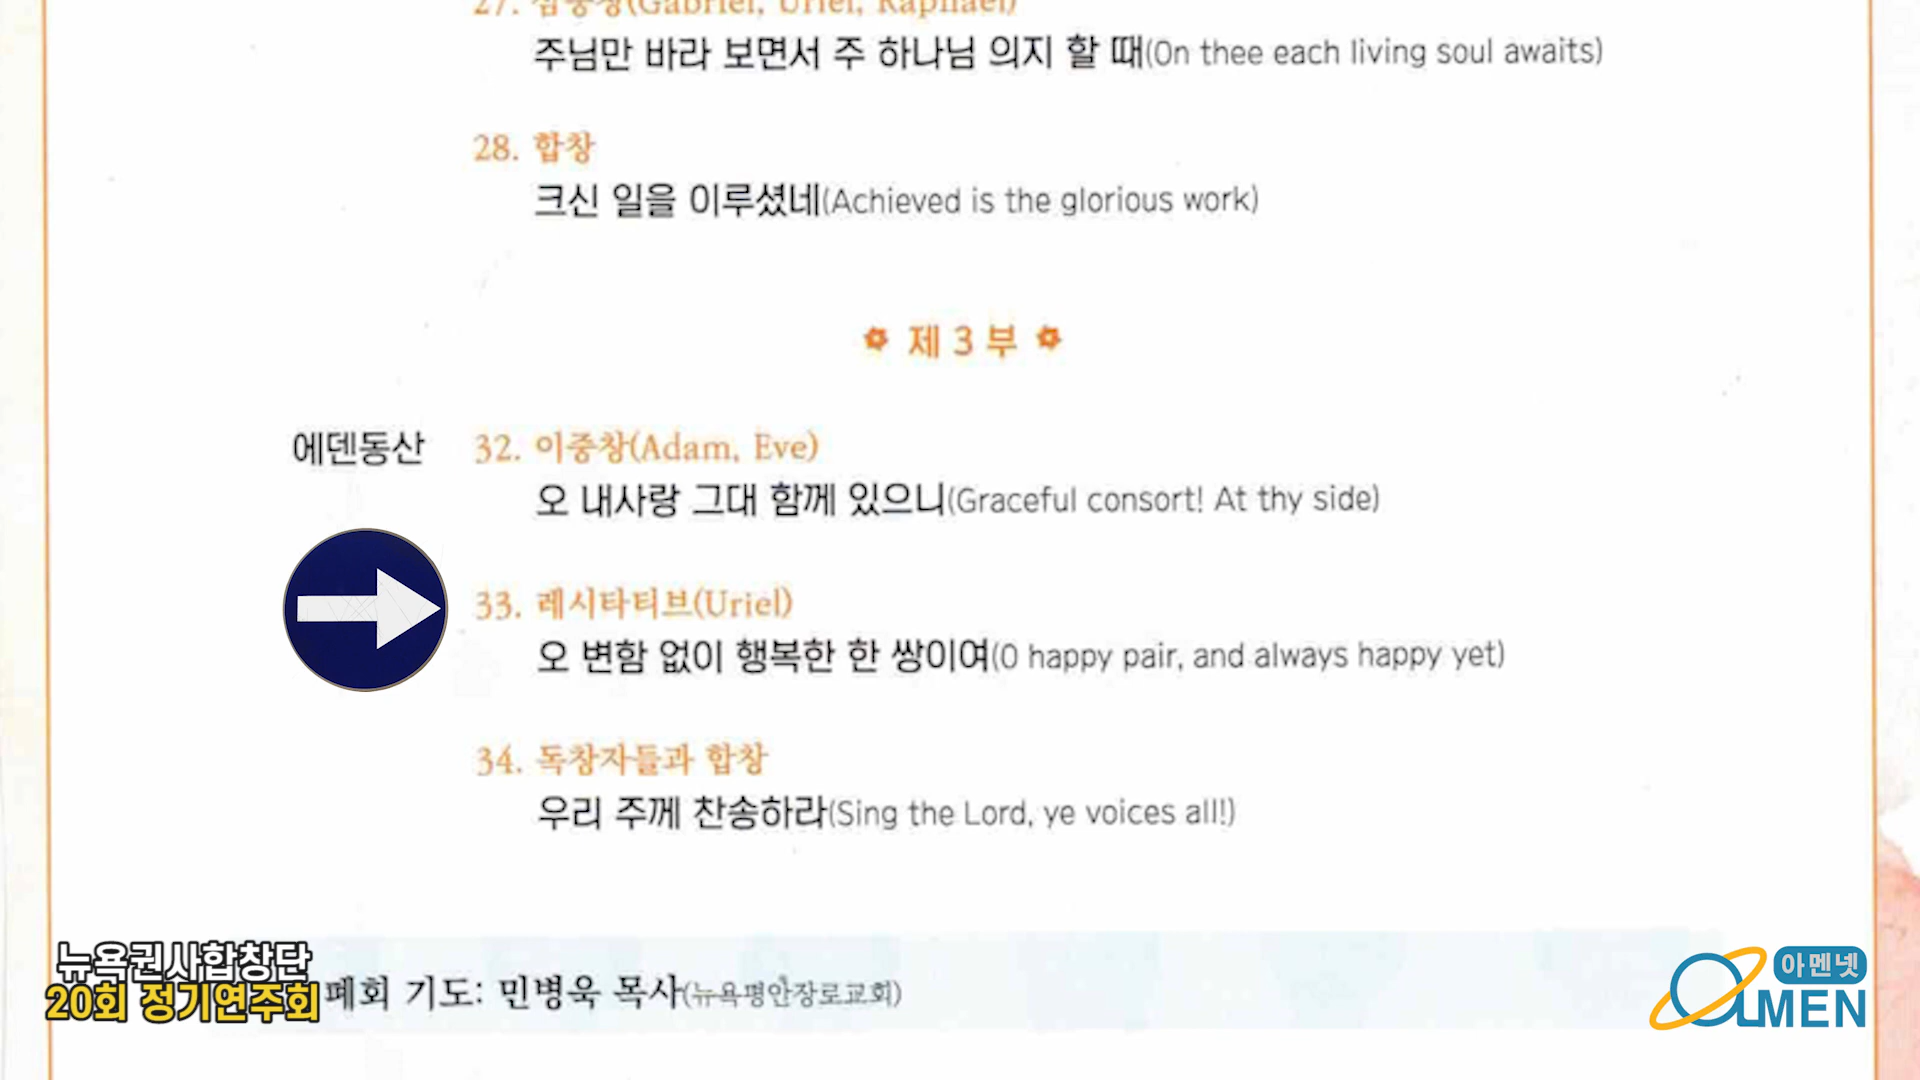 27. 삼중창(Gabriel, Uriel, Raphael)
주님만 바라 보면서 주 하나님 의지 할 때(On thee each living soul awaits)
28. 합창
크신 일을 이루셨네(Achieved is the glorious work)
제 3 부
에덴동산 32. 이중창(Adam, Eve)
오 내사랑 그대 함께 있으니(Graceful consort! At thy side)
33. 레시타티브(Uriel)
오 변함 없이 행복한 한 쌍이여(O happy pair, and always happy yet)
34. 독창자들과 합창
우리 주께 찬송하라(Sing the Lord, ye voices all!)
뉴욕권사합창단
20회 정기연주회
폐회 기도: 민병욱 목사(뉴욕평안장로교회)
아멘넷
AMEN